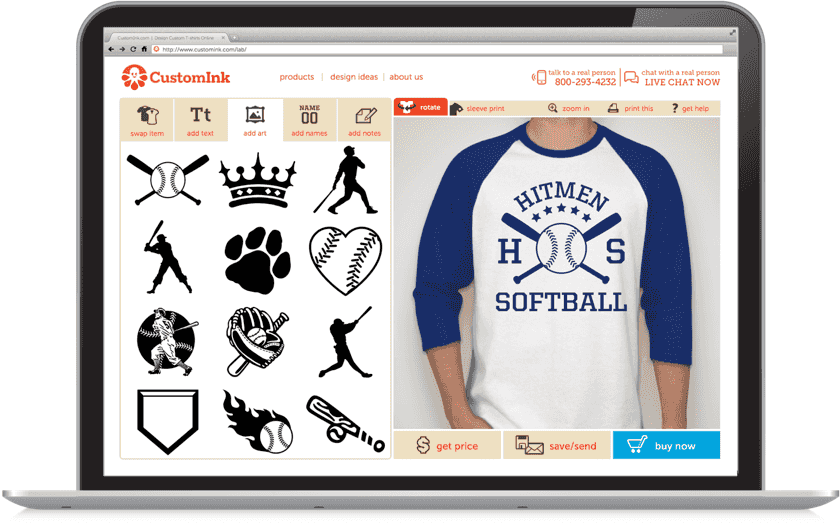 CustomInk.com | Design Custom T-shirts Online
http://www.customink.com/lab/
CustomInk
products | design ideas | about us
talk to a real person
800-293-4232
chat with a real person
LIVE CHAT NOW
swap item
Tt
add text
add art
NAME
00
add names
add notes
rotate
sleeve print
zoom in
print this
? get help
HITMEN
H S
SOFTBALL
$ get price
save/send
buy now